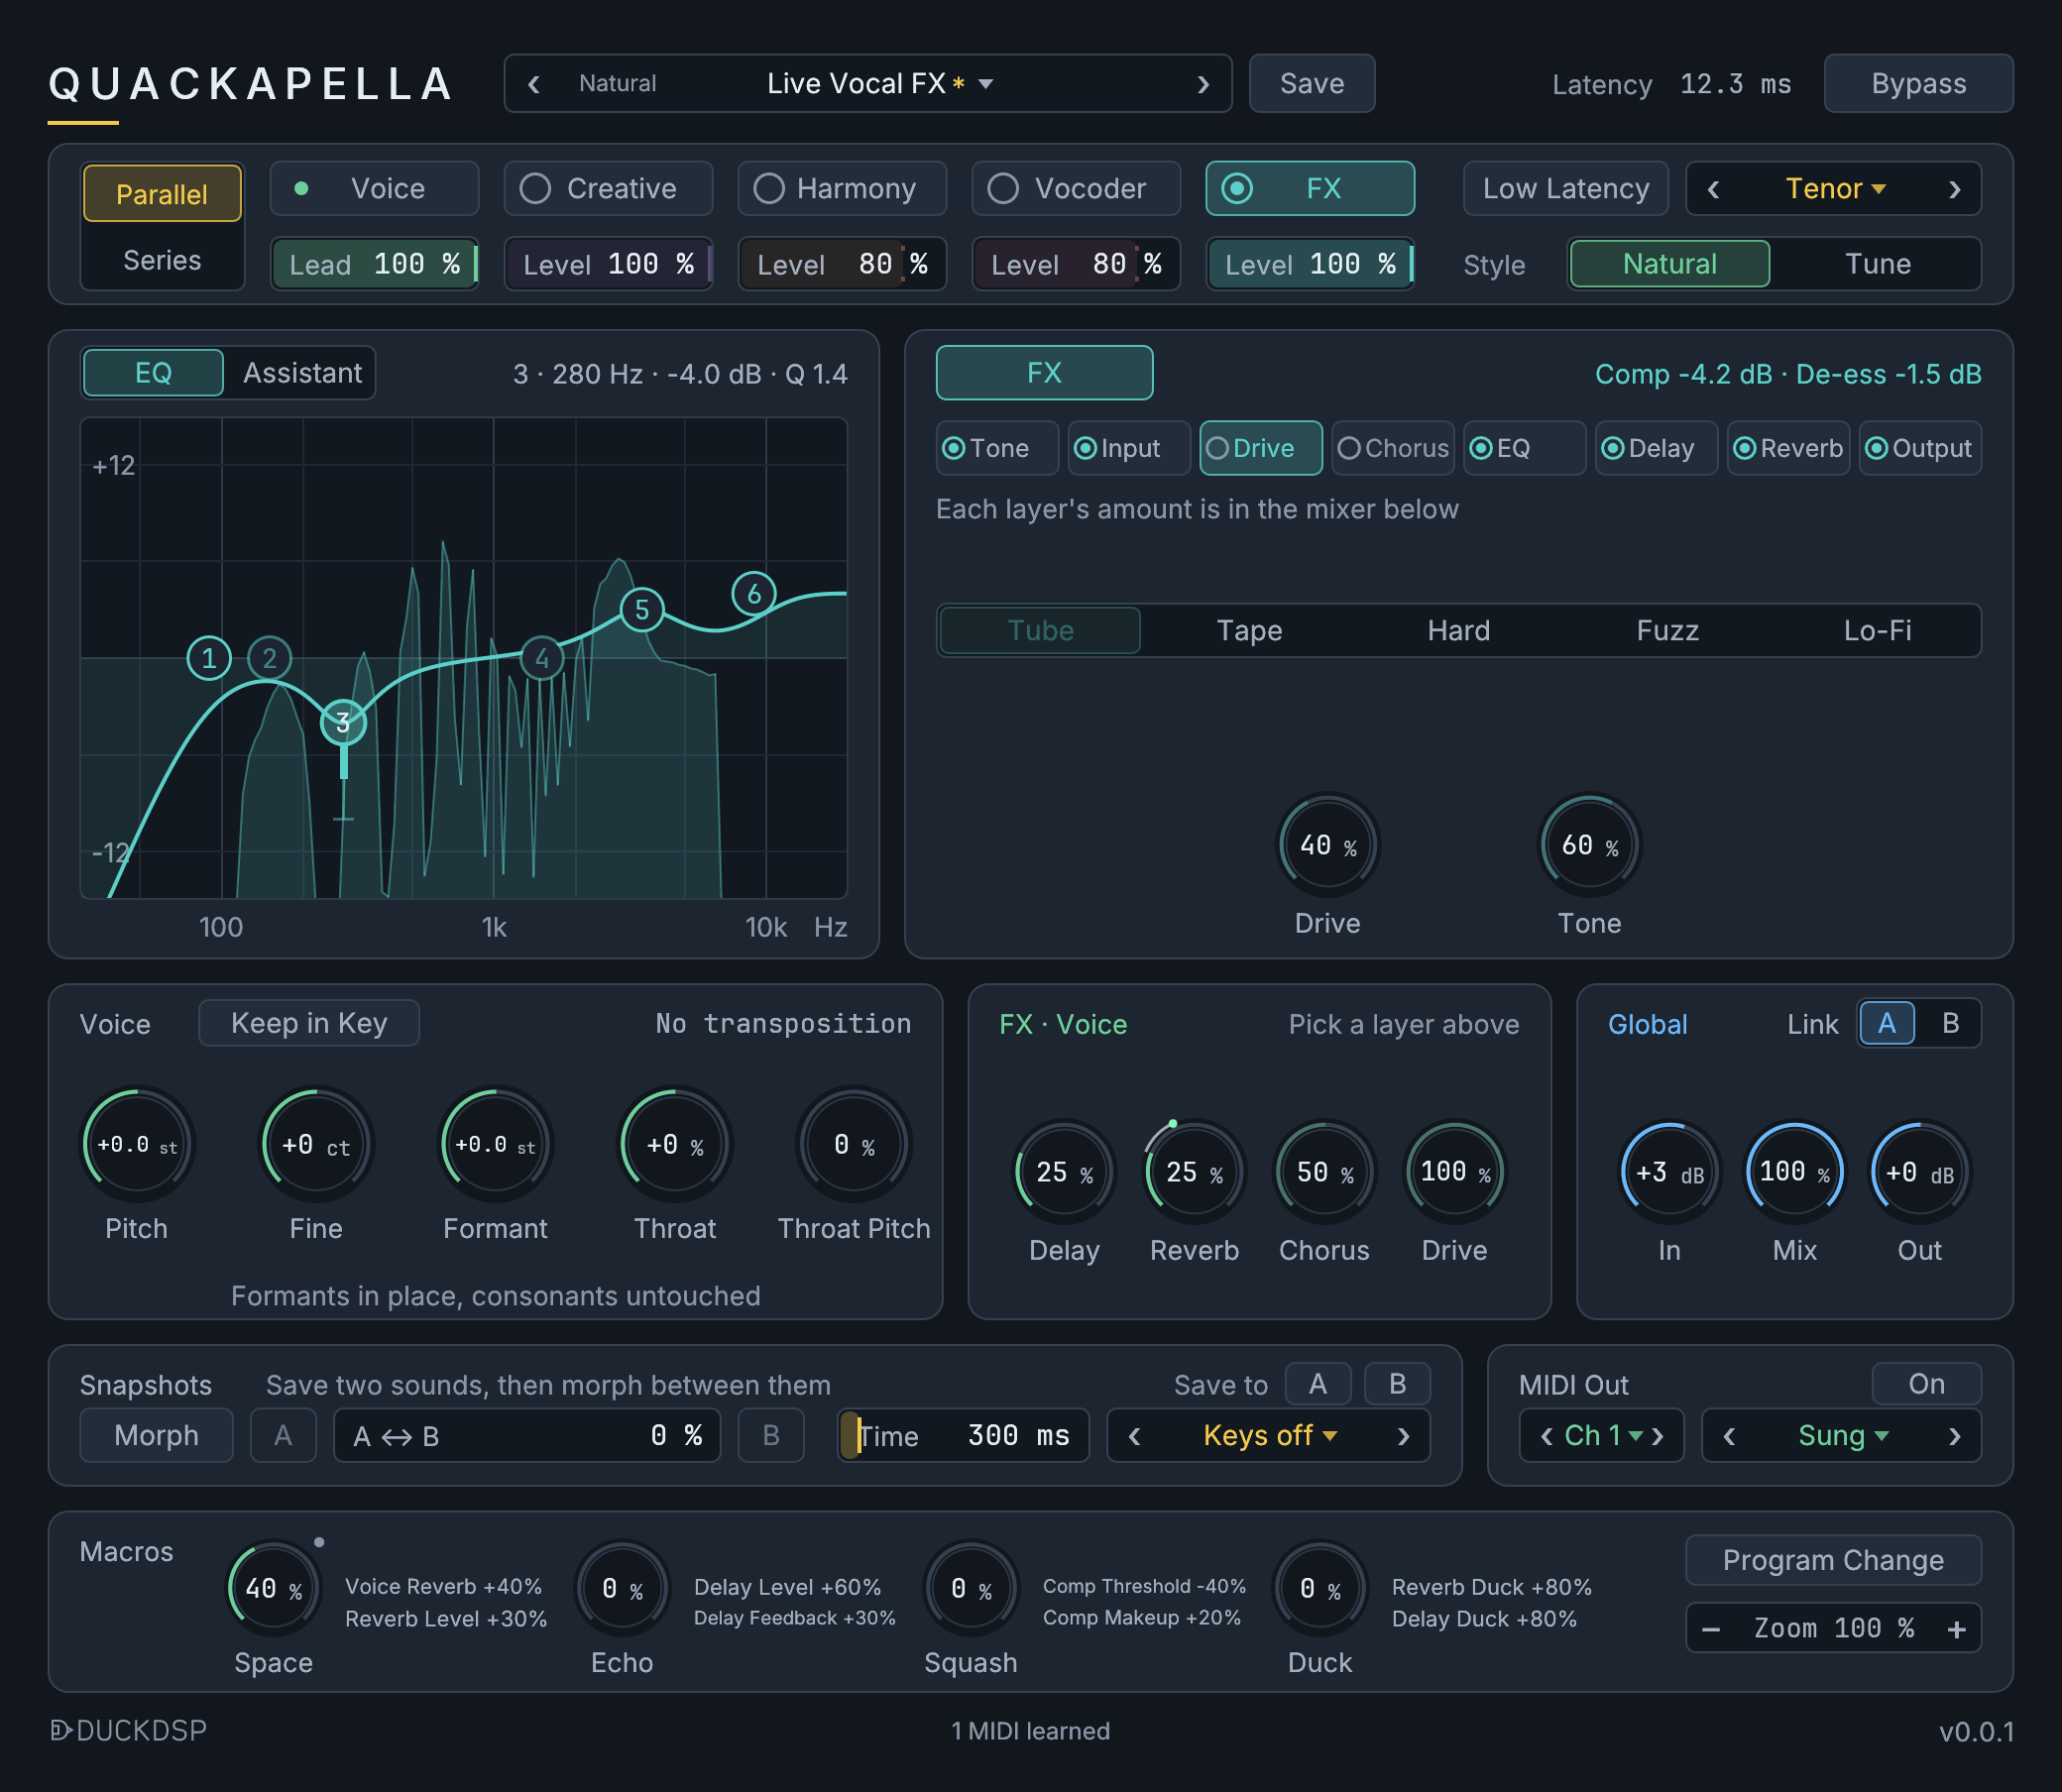 QUACKAPELLA
‹ Natural Live Vocal FX * ›
Save
Latency 12.3 ms
Bypass
Parallel
Voice
Creative
Harmony
Vocoder
FX
Low Latency
‹ Tenor ›
Series
Lead 100 %
Level 100 %
Level 80 %
Level 80 %
Level 100 %
Style
Natural
Tune
EQ
Assistant
3 · 280 Hz · -4.0 dB · Q 1.4
+12
1
2
3
4
5
6
-12
100
1k
10k
Hz
FX
Comp -4.2 dB · De-ess -1.5 dB
Tone
Input
Drive
Chorus
EQ
Delay
Reverb
Output
Each layer's amount is in the mixer below
Tube
Tape
Hard
Fuzz
Lo-Fi
40 %
60 %
Drive
Tone
Voice
Keep in Key
No transposition
+0.0 st
+0 ct
+0.0 st
+0 %
0 %
Pitch
Fine
Formant
Throat
Throat Pitch
Formants in place, consonants untouched
FX · Voice
Pick a layer above
25 %
25 %
50 %
100 %
Delay
Reverb
Chorus
Drive
Global
Link
A
B
+3 dB
100 %
+0 dB
In
Mix
Out
Snapshots
Save two sounds, then morph between them
Save to
A
B
Morph
A
A ↔ B 0 %
B
Time 300 ms
‹ Keys off ›
MIDI Out
On
‹ Ch 1 ›
‹ Sung ›
Macros
40 %
Space
Voice Reverb +40%
Reverb Level +30%
0 %
Echo
Delay Level +60%
Delay Feedback +30%
0 %
Squash
Comp Threshold -40%
Comp Makeup +20%
0 %
Duck
Reverb Duck +80%
Delay Duck +80%
Program Change
− Zoom 100 % +
DUCKDSP
1 MIDI learned
v0.0.1